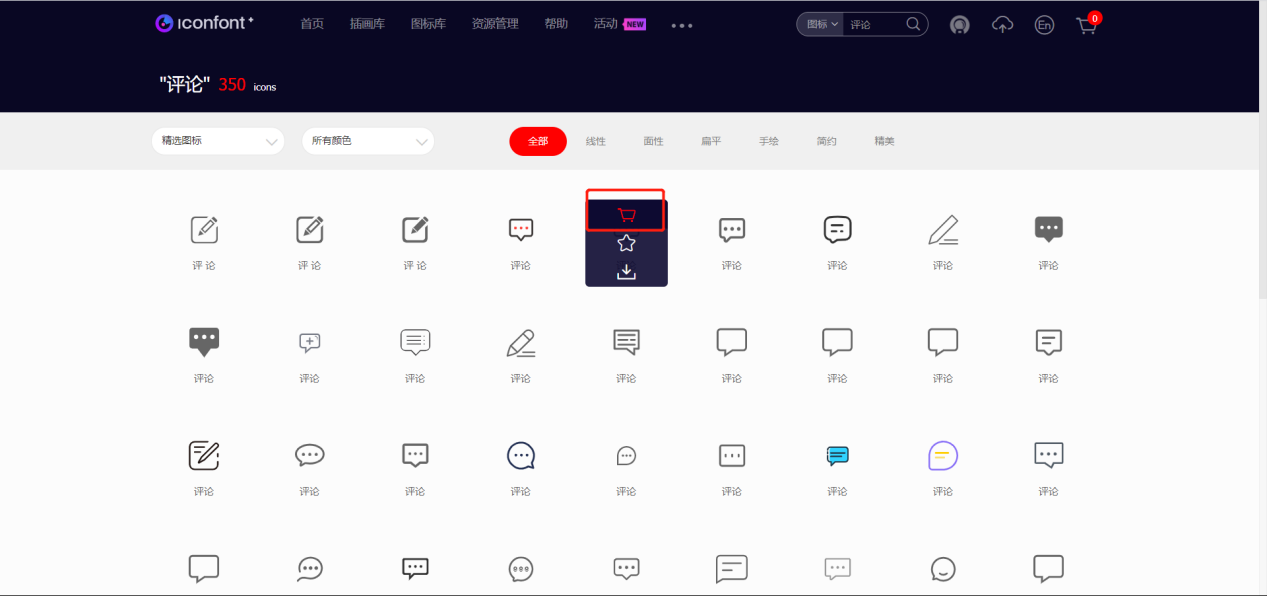 iconfont+ 首页 插画库 图标库 资源管理 帮助 活动 NEW ••• 图标 评论 En 0
"评论" 350 icons
精选图标 所有颜色 全部 线性 面性 扁平 手绘 简约 精美
评 论 评 论 评 论 评论 评论 评论 评论 评论
评论 评论 评论 评论 评论 评论 评论 评论 评论
评论 评论 评论 评论 评论 评论 评论 评论 评论